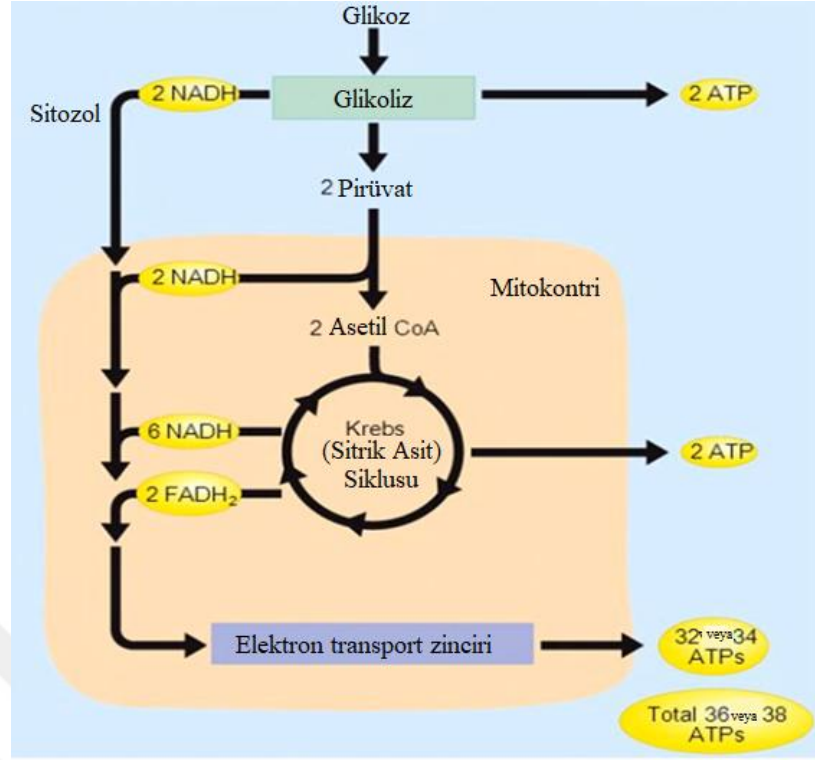 Glikoz
Sitozol
2 NADH
Glikoliz
2 ATP
2 Pirüvat
2 NADH
Mitokontri
2 Asetil CoA
6 NADH
Krebs
(Sitrik Asit)
Siklusu
2 ATP
2 FADH₂
Elektron transport zinciri
32 veya 34
ATPs
Total 36 veya 38
ATPs